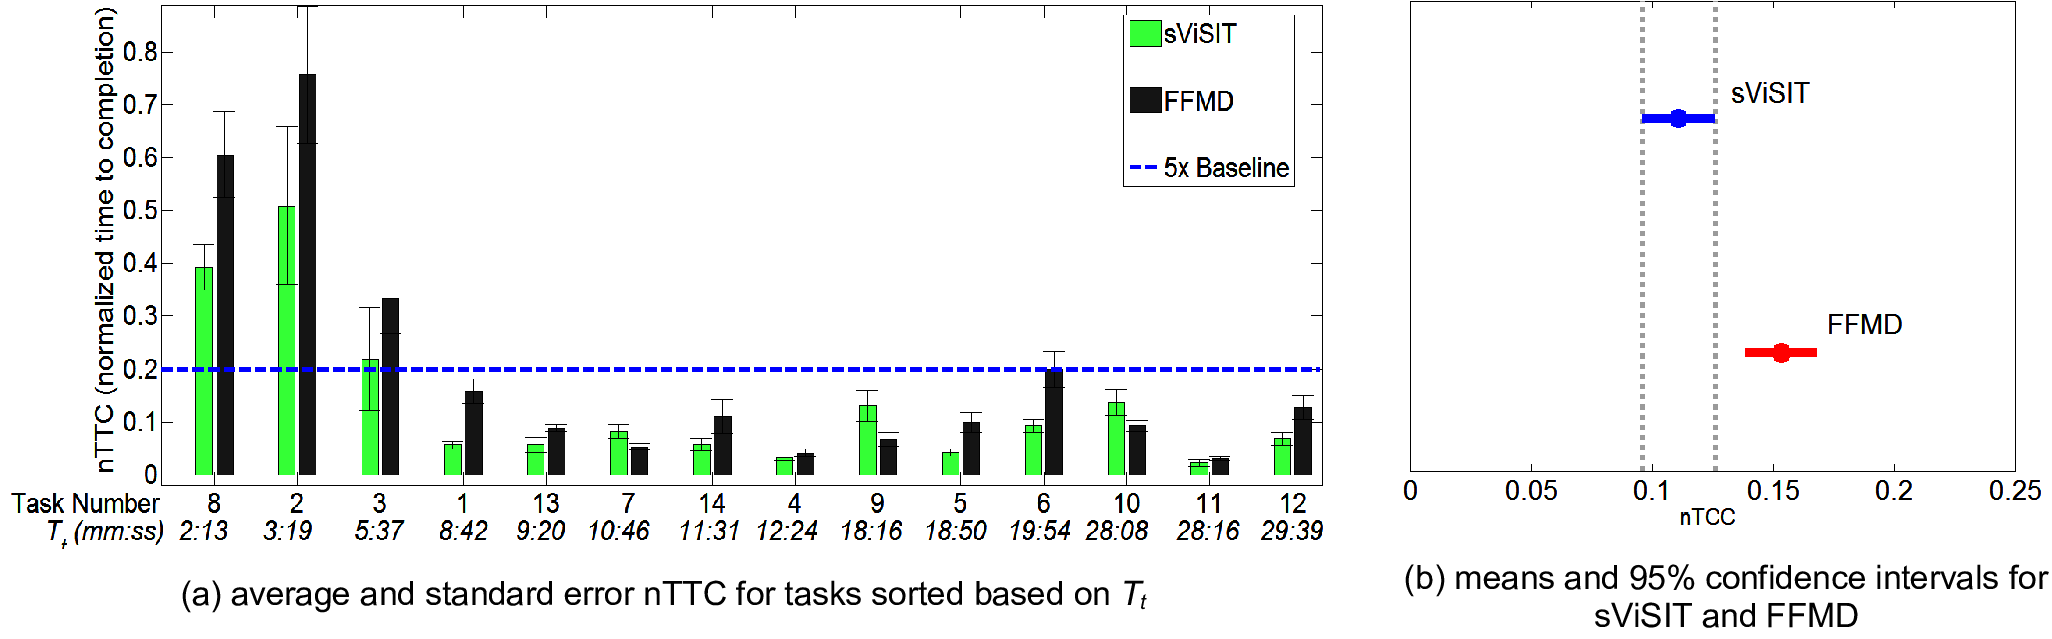 nTTC (normalized time to completion)
0.8
0.7
0.6
0.5
0.4
0.3
0.2
0.1
0
sViSIT
FFMD
5x Baseline
Task Number 8 2 3 1 13 7 14 4 9 5 6 10 11 12
Tt (mm:ss) 2:13 3:19 5:37 8:42 9:20 10:46 11:31 12:24 18:16 18:50 19:54 28:08 28:16 29:39
(a) average and standard error nTTC for tasks sorted based on Tt
sViSIT
FFMD
0 0.05 0.1 0.15 0.2 0.25
nTCC
(b) means and 95% confidence intervals for
sViSIT and FFMD